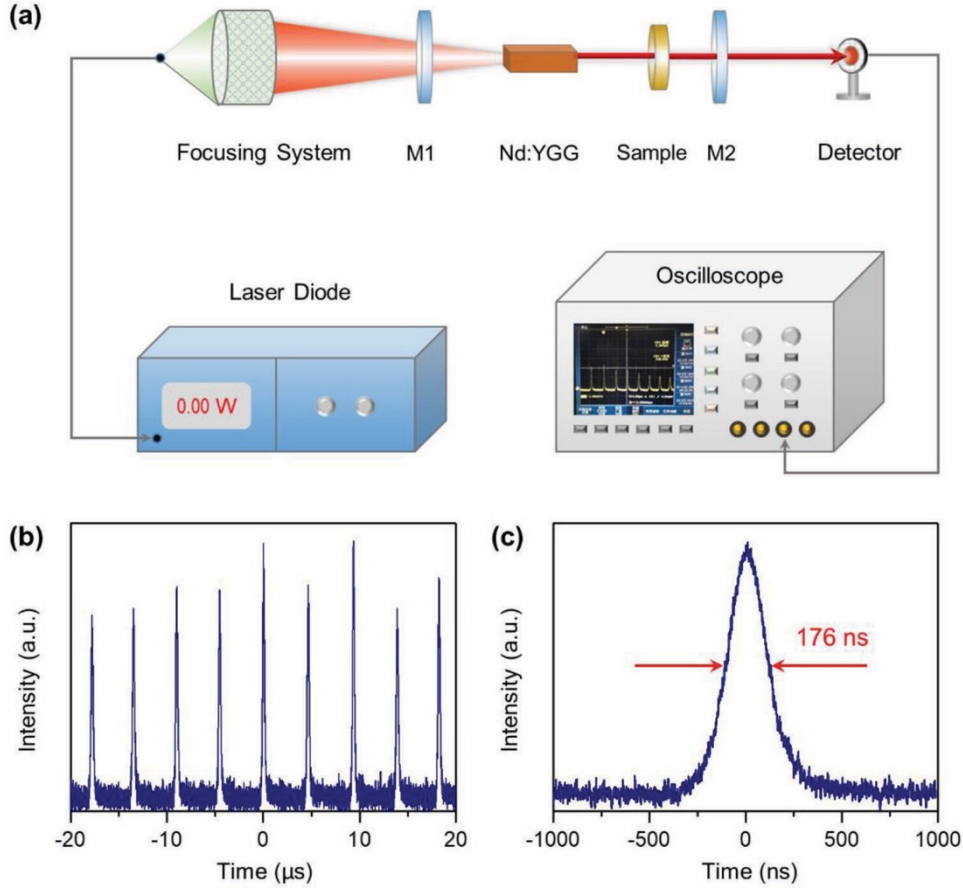 (a)
Focusing System
M1
Nd:YGG
Sample
M2
Detector
Laser Diode
0.00 W
Oscilloscope
(b)
Intensity (a.u.)
-20
-10
0
10
20
Time (μs)
(c)
Intensity (a.u.)
176 ns
-1000
-500
0
500
1000
Time (ns)